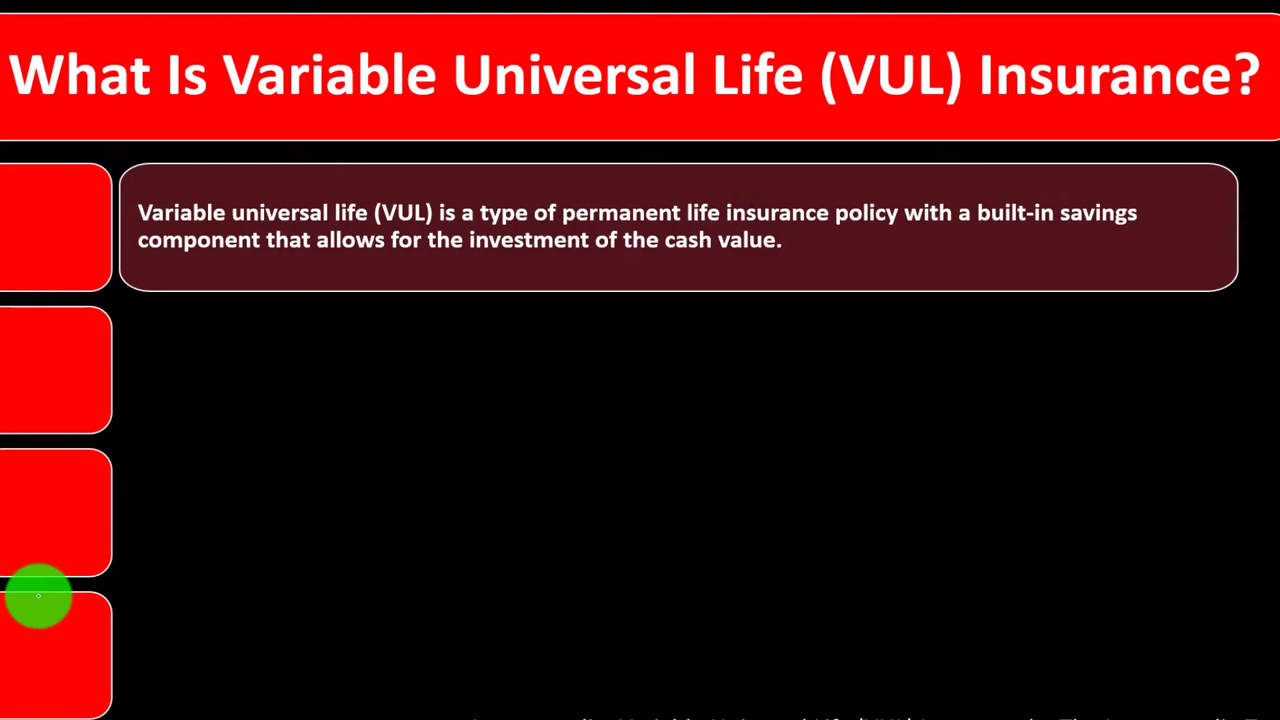 What Is Variable Universal Life (VUL) Insurance?
Variable universal life (VUL) is a type of permanent life insurance policy with a built-in savings
component that allows for the investment of the cash value.